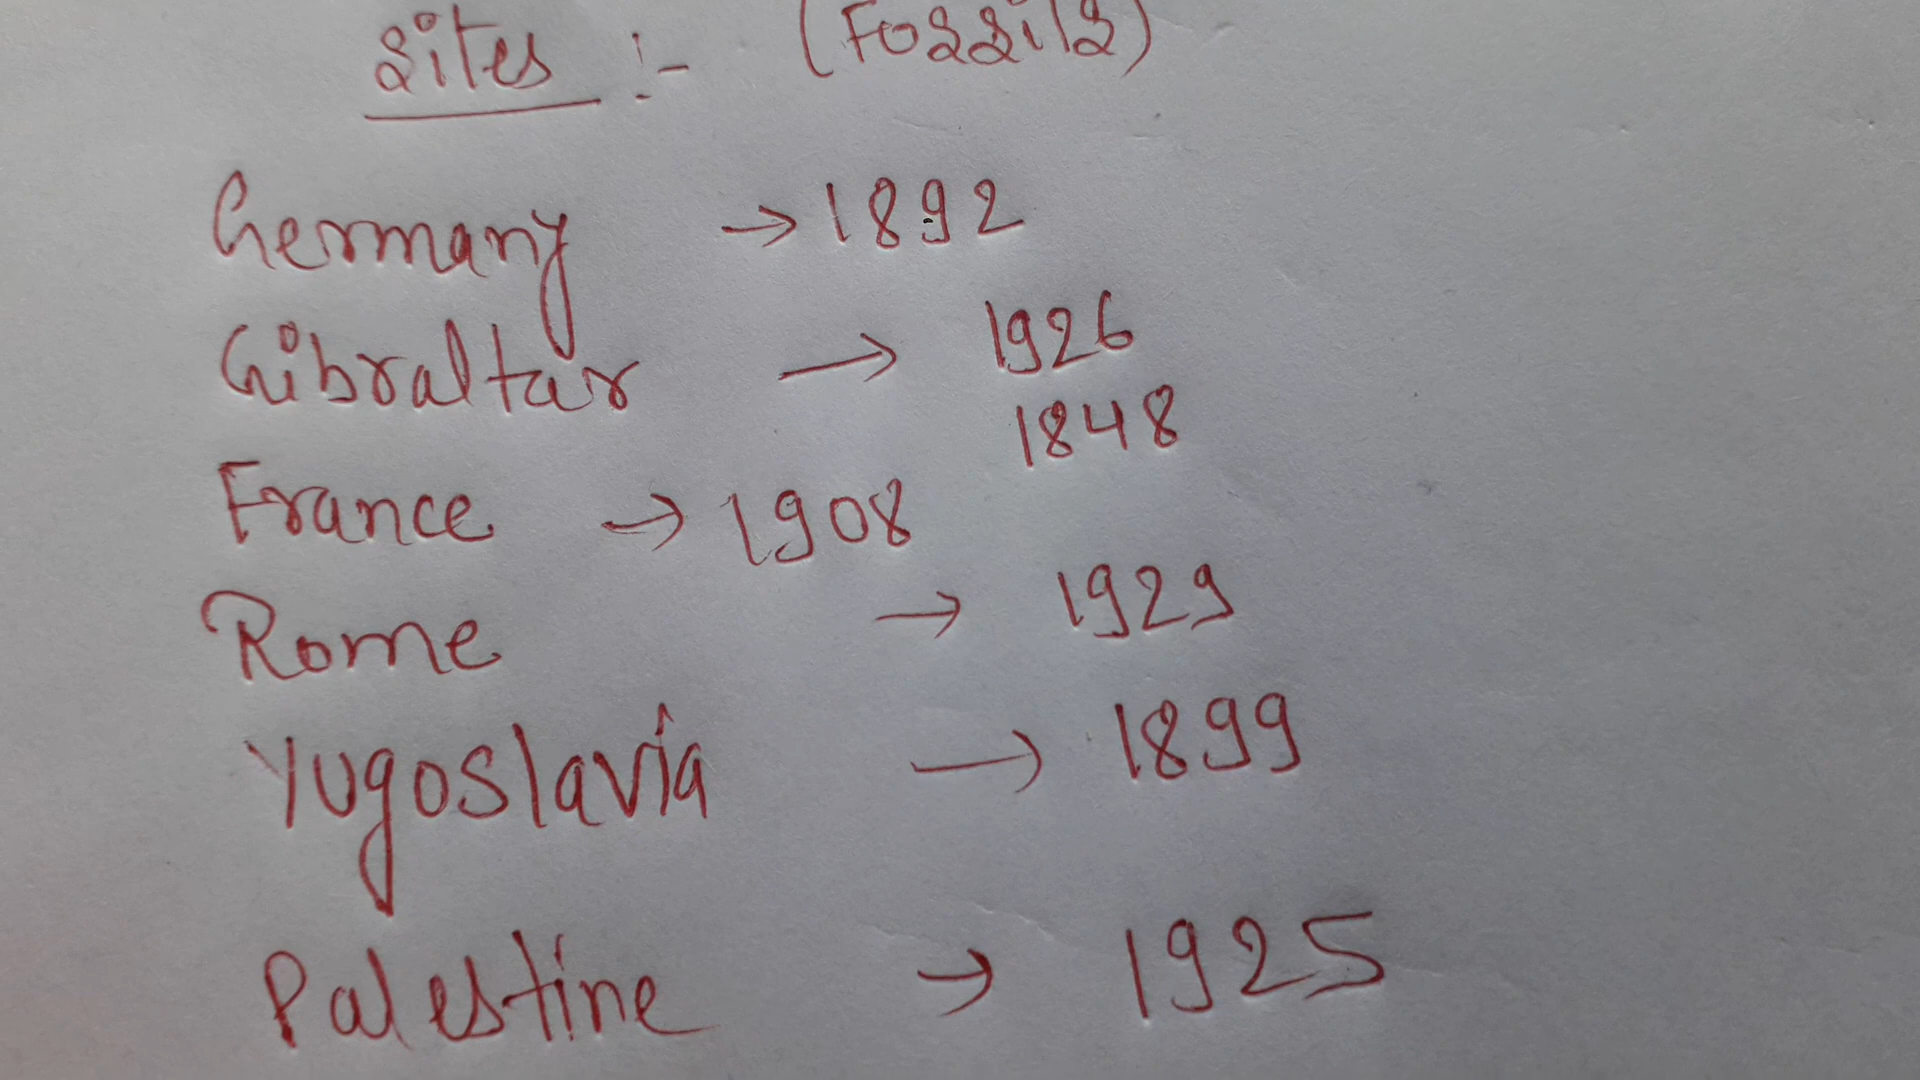 Sites :- (Fossils)
Germany → 1892
Gibraltar → 1926
1848
France → 1908
Rome → 1929
Yugoslavia → 1899
Palestine → 1925